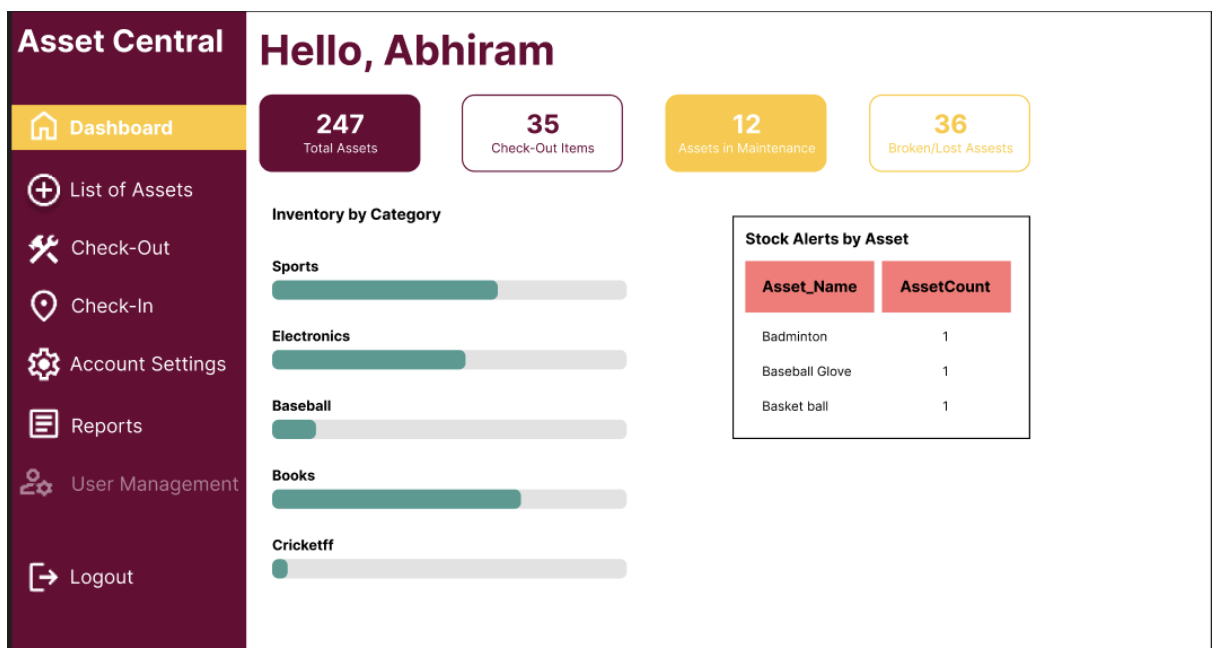 Asset Central
Dashboard
List of Assets
Check-Out
Check-In
Account Settings
Reports
User Management
Logout
Hello, Abhiram
247
Total Assets
35
Check-Out Items
12
Assets in Maintenance
36
Broken/Lost Assests
Inventory by Category
Sports
Electronics
Baseball
Books
Cricketff
Stock Alerts by Asset
Asset_Name AssetCount
Badminton 1
Baseball Glove 1
Basket ball 1